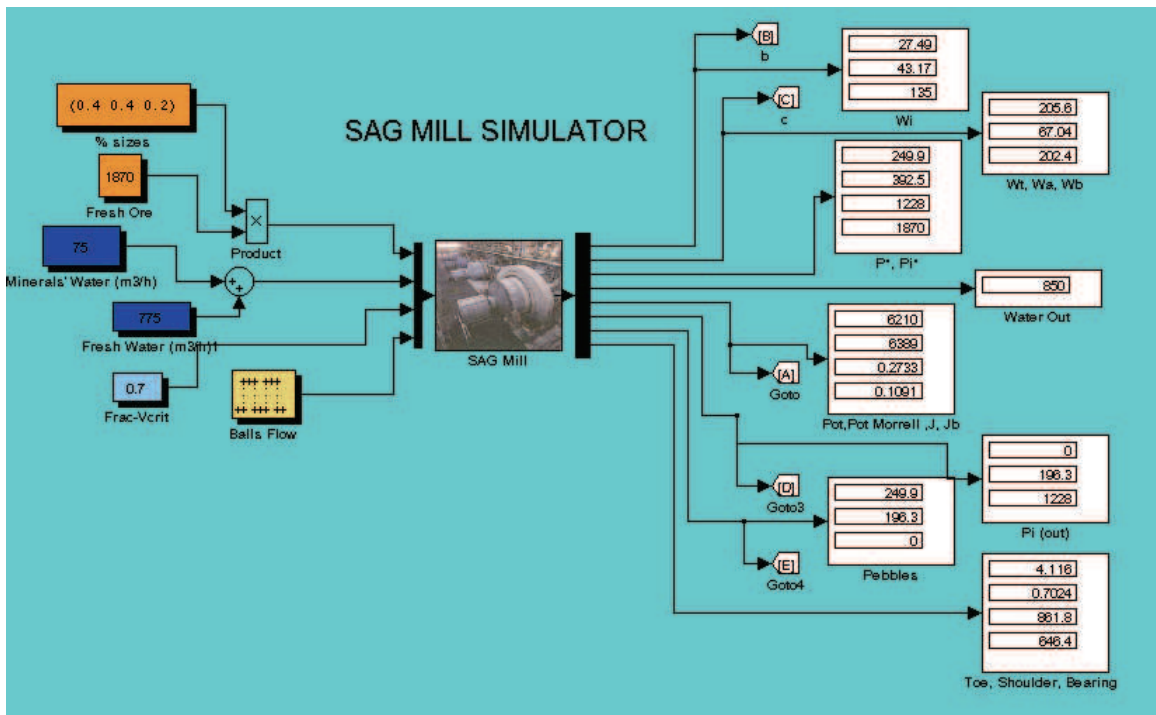 SAG MILL SIMULATOR
(0.4 0.4 0.2)
% sizes
1870
Fresh Ore
75
Minerals' Water (m3/h)
775
Fresh Water (m3/h)1
0.7
Frac-Vcrit
×
Product
+
+
Balls Flow
SAG Mill
[B]
b
[C]
c
27.49
43.17
135
Wi
205.6
67.04
202.4
Wt, Wa, Wb
249.9
392.5
1228
1870
P*, Pi*
850
Water Out
[A]
Goto
6210
6389
0.2733
0.1091
Pot,Pot Morrell ,J, Jb
0
196.3
1228
Pi (out)
[D]
Goto3
249.9
196.3
0
Pebbles
[E]
Goto4
4.116
0.7024
861.8
646.4
Toe, Shoulder, Bearing